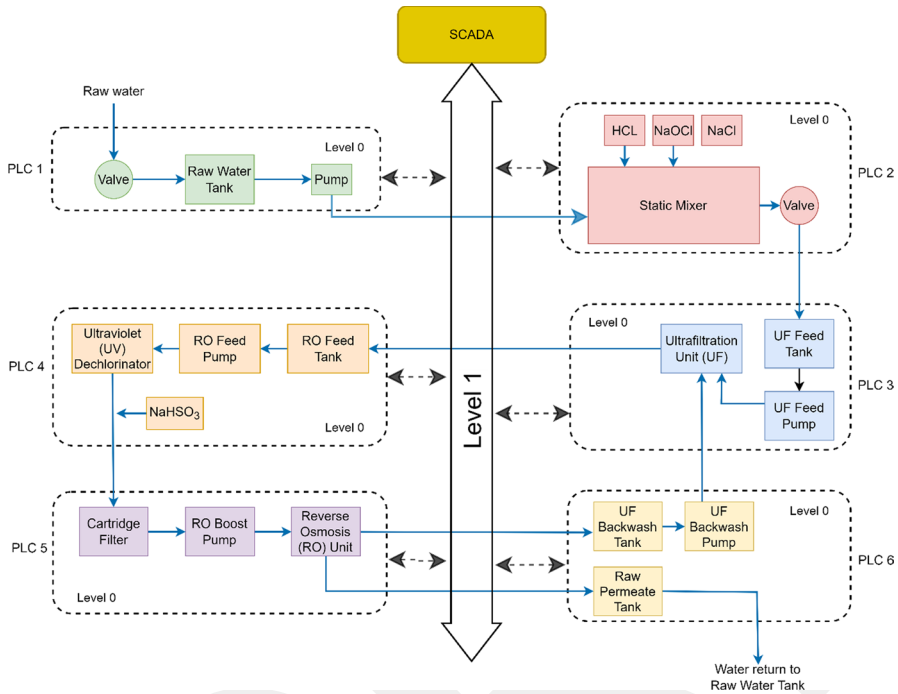 SCADA
Raw water
Level 0
PLC 1
Valve
Raw Water
Tank
Pump
Level 0
HCL
NaOCl
NaCl
PLC 2
Static Mixer
Valve
Level 1
Level 0
PLC 3
Ultrafiltration
Unit (UF)
UF Feed
Tank
UF Feed
Pump
PLC 4
Ultraviolet
(UV)
Dechlorinator
RO Feed
Pump
RO Feed
Tank
NaHSO3
Level 0
PLC 5
Cartridge
Filter
RO Boost
Pump
Reverse
Osmosis
(RO) Unit
Level 0
Level 0
PLC 6
UF
Backwash
Tank
UF
Backwash
Pump
Raw
Permeate
Tank
Water return to
Raw Water Tank